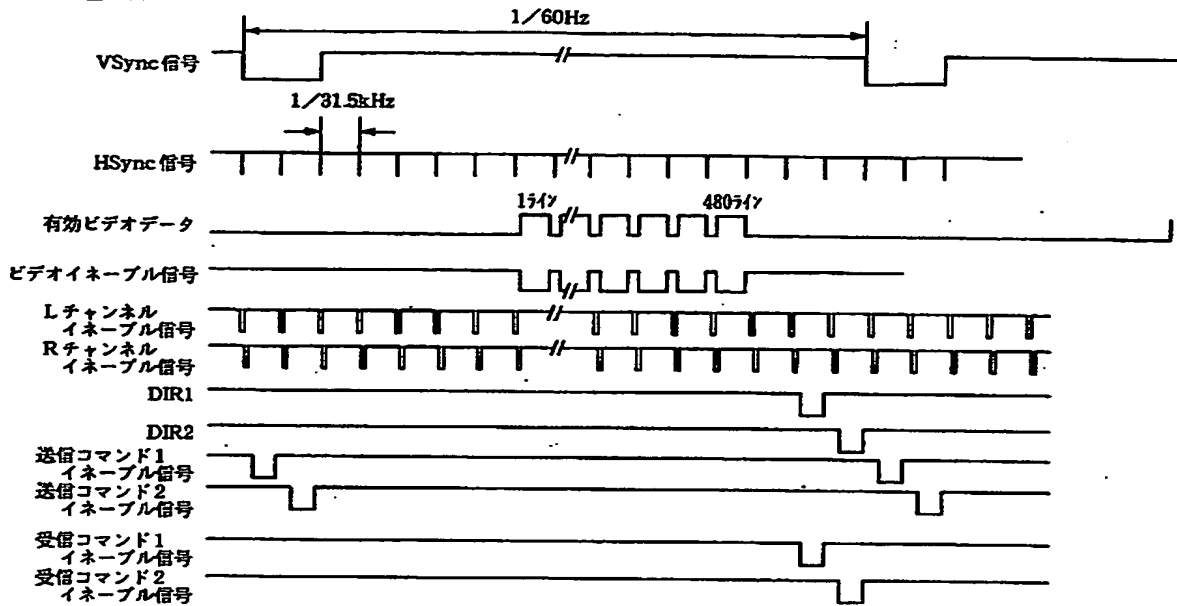 1／60Hz
VSync信号
1／31.5kHz
HSync信号
1ライン
480ライン
有効ビデオデータ
ビデオイネーブル信号
Lチャンネル
イネーブル信号
Rチャンネル
イネーブル信号
DIR1
DIR2
送信コマンド1
イネーブル信号
送信コマンド2
イネーブル信号
受信コマンド1
イネーブル信号
受信コマンド2
イネーブル信号